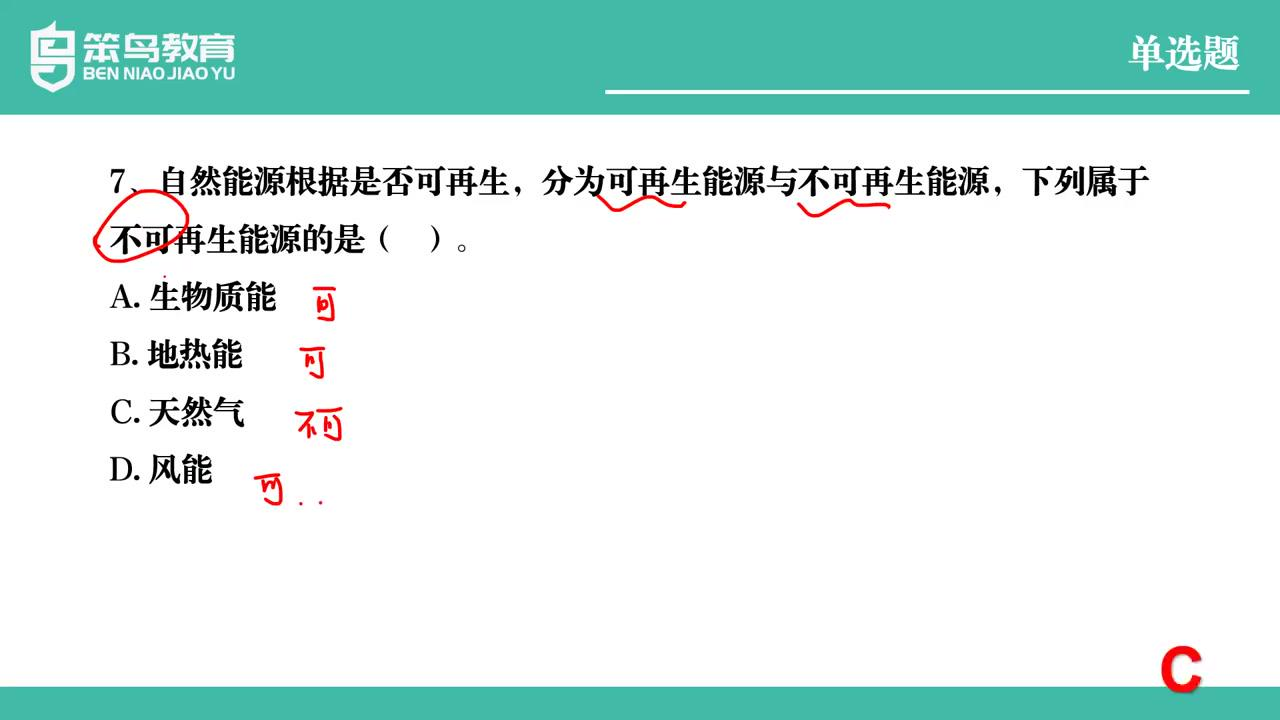 笨鸟教育
BEN NIAO JIAO YU
单选题
7、自然能源根据是否可再生，分为可再生能源与不可再生能源，下列属于
不可再生能源的是（ ）。
A. 生物质能 可
B. 地热能 可
C. 天然气 不可
D. 风能 可
C